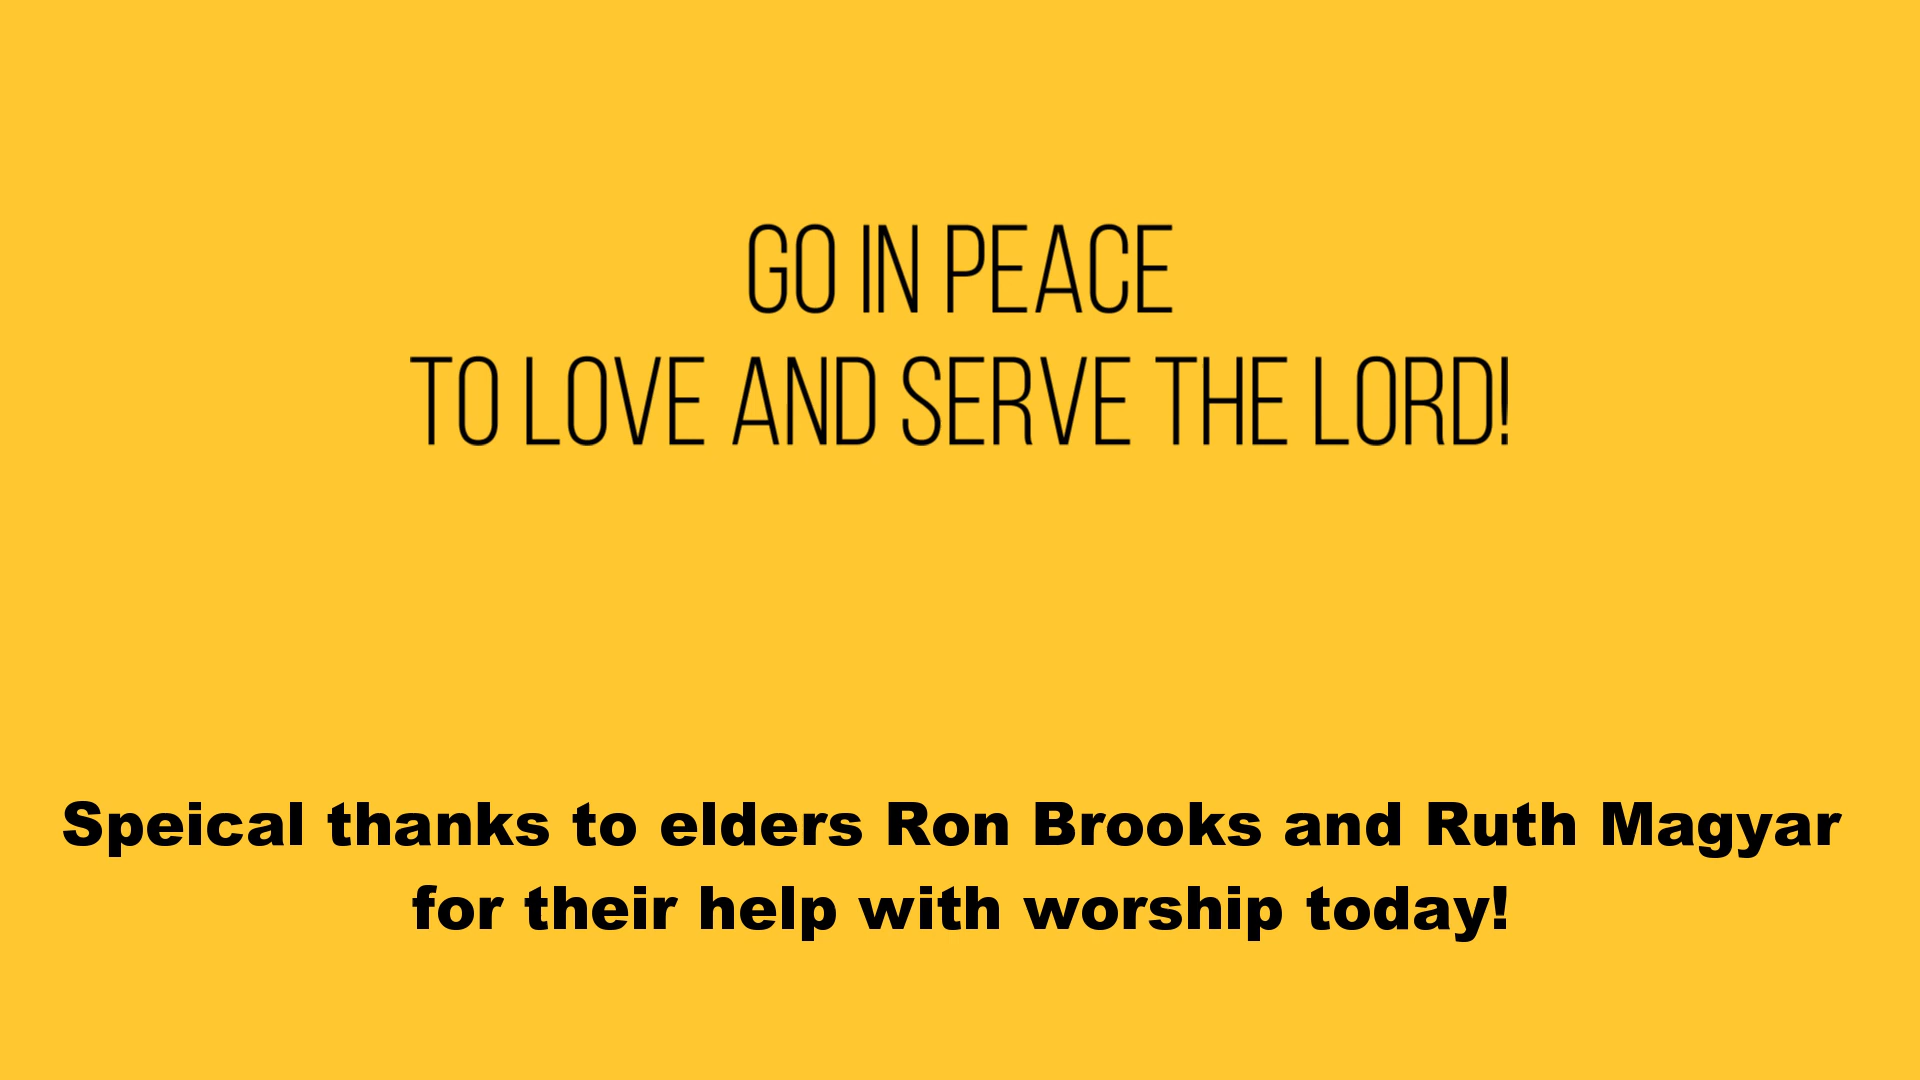 GO IN PEACE
TO LOVE AND SERVE THE LORD!
Speical thanks to elders Ron Brooks and Ruth Magyar
for their help with worship today!